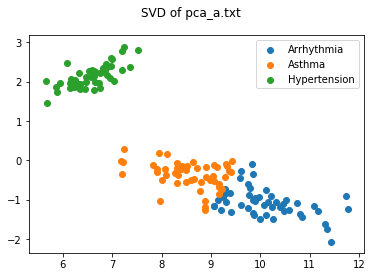 SVD of pca_a.txt
Arrhythmia
Asthma
Hypertension
3
2
1
0
−1
−2
6 7 8 9 10 11 12